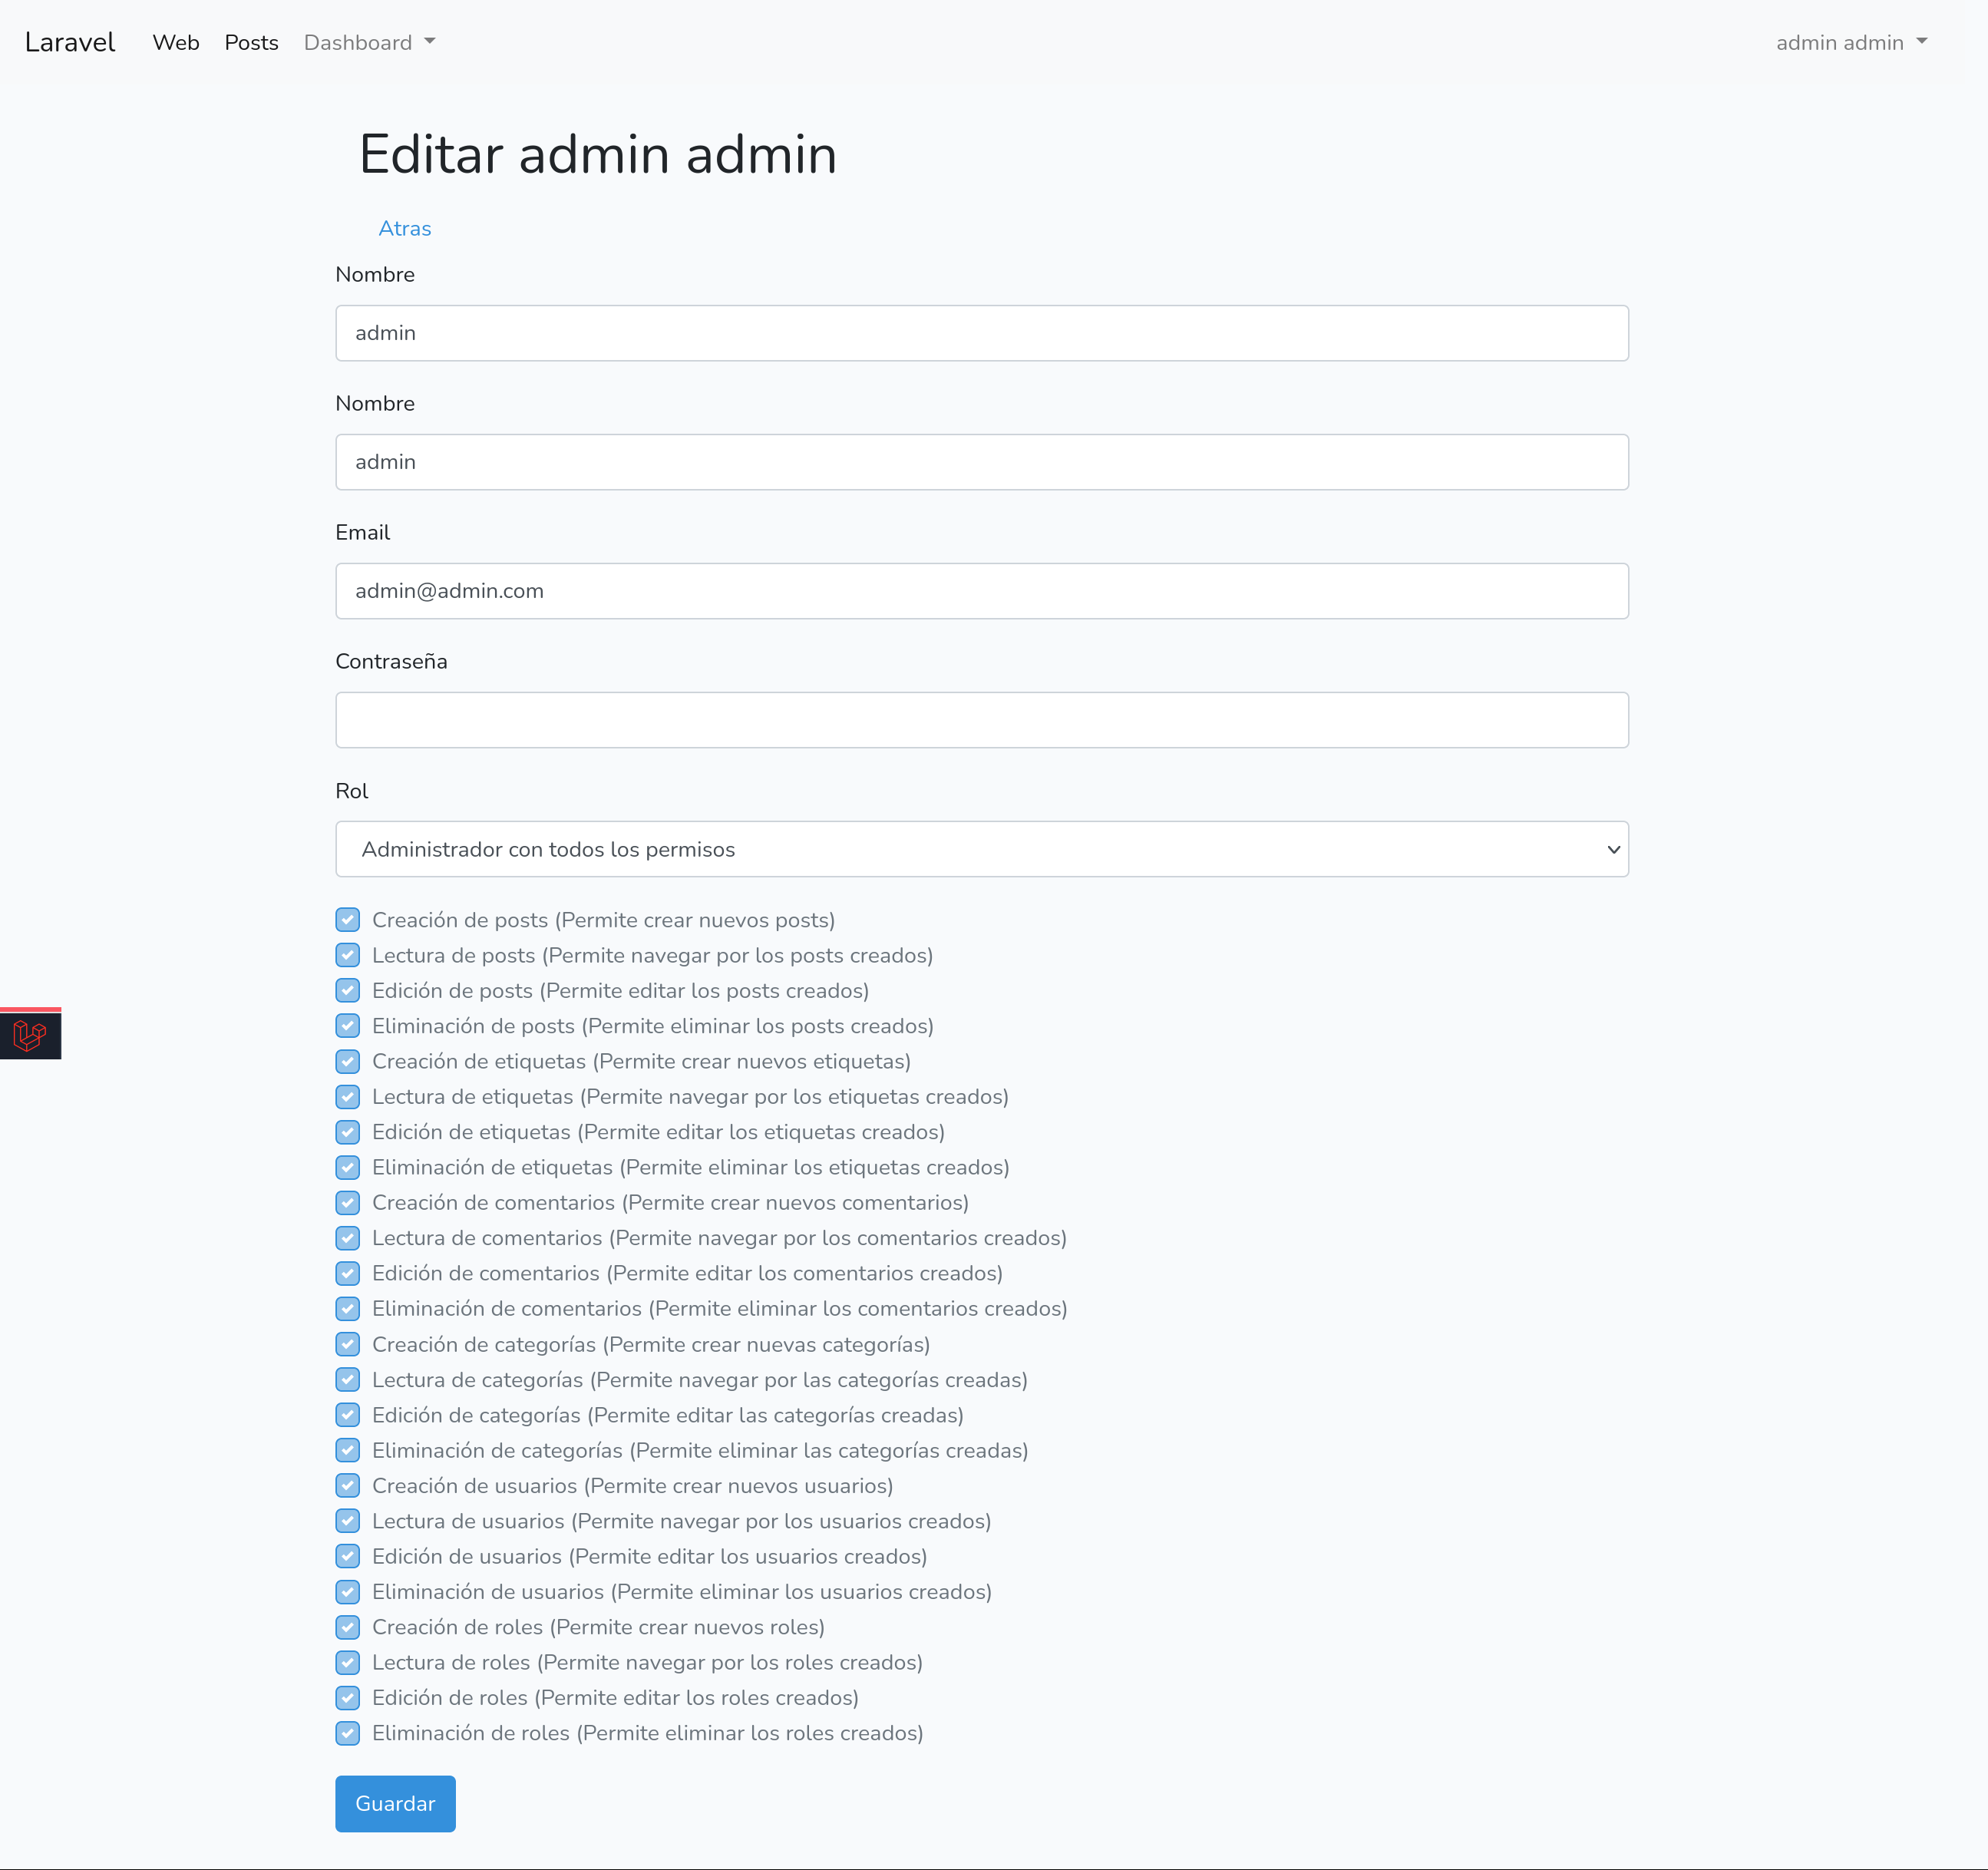 Laravel Web Posts Dashboard admin admin
Editar admin admin
Atras
Nombre
admin
Nombre
admin
Email
admin@admin.com
Contraseña
Rol
Administrador con todos los permisos
Creación de posts (Permite crear nuevos posts)
Lectura de posts (Permite navegar por los posts creados)
Edición de posts (Permite editar los posts creados)
Eliminación de posts (Permite eliminar los posts creados)
Creación de etiquetas (Permite crear nuevos etiquetas)
Lectura de etiquetas (Permite navegar por los etiquetas creados)
Edición de etiquetas (Permite editar los etiquetas creados)
Eliminación de etiquetas (Permite eliminar los etiquetas creados)
Creación de comentarios (Permite crear nuevos comentarios)
Lectura de comentarios (Permite navegar por los comentarios creados)
Edición de comentarios (Permite editar los comentarios creados)
Eliminación de comentarios (Permite eliminar los comentarios creados)
Creación de categorías (Permite crear nuevas categorías)
Lectura de categorías (Permite navegar por las categorías creadas)
Edición de categorías (Permite editar las categorías creadas)
Eliminación de categorías (Permite eliminar las categorías creadas)
Creación de usuarios (Permite crear nuevos usuarios)
Lectura de usuarios (Permite navegar por los usuarios creados)
Edición de usuarios (Permite editar los usuarios creados)
Eliminación de usuarios (Permite eliminar los usuarios creados)
Creación de roles (Permite crear nuevos roles)
Lectura de roles (Permite navegar por los roles creados)
Edición de roles (Permite editar los roles creados)
Eliminación de roles (Permite eliminar los roles creados)
Guardar